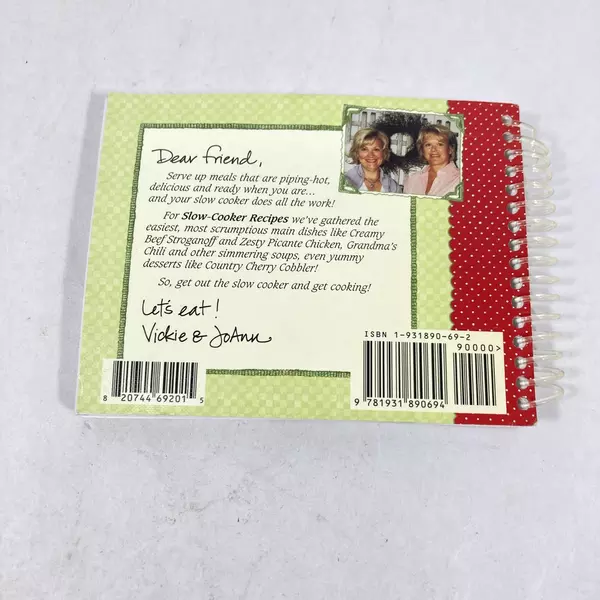 Dear Friend,
Serve up meals that are piping-hot,
delicious and ready when you are...
and your slow cooker does all the work!
For Slow-Cooker Recipes we've gathered the
easiest, most scrumptious main dishes like Creamy
Beef Stroganoff and Zesty Picante Chicken, Grandma's
Chili and other simmering soups, even yummy
desserts like Country Cherry Cobbler!
So, get out the slow cooker and get cooking!
Let's eat!
Vickie & JoAnn
ISBN 1-931890-69-2
90000>
8 20744 69201 5
9 781931 890694